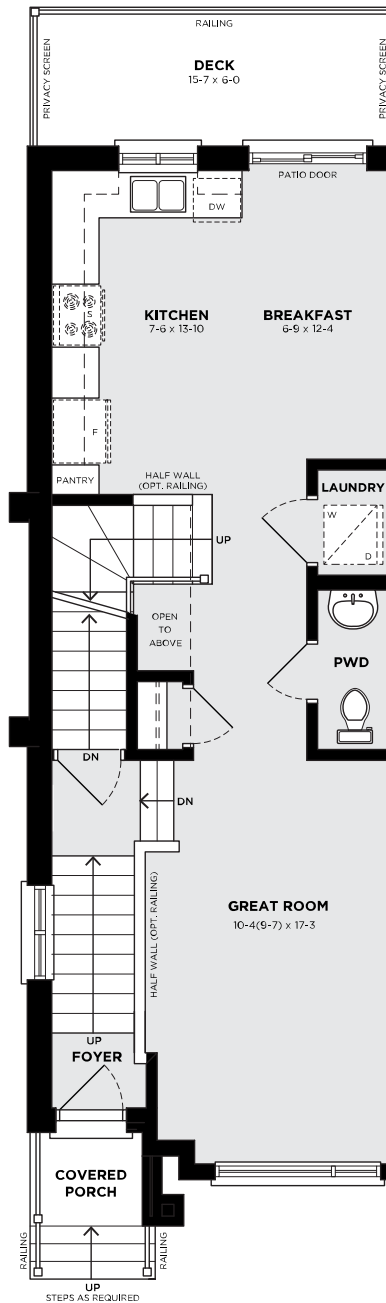 RAILING
PRIVACY SCREEN
PRIVACY SCREEN
DECK
15-7 x 6-0
PATIO DOOR
DW
S
KITCHEN
7-6 x 13-10
BREAKFAST
6-9 x 12-4
F
PANTRY
HALF WALL
(OPT. RAILING)
LAUNDRY
W
D
UP
OPEN
TO
ABOVE
PWD
DN
DN
GREAT ROOM
10-4(9-7) x 17-3
HALF WALL (OPT. RAILING)
UP
FOYER
COVERED
PORCH
RAILING
RAILING
UP
STEPS AS REQUIRED